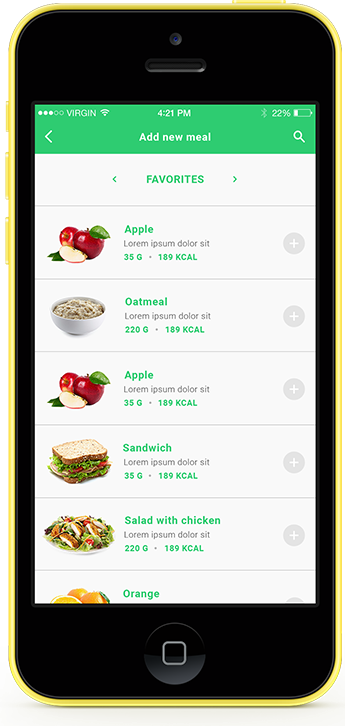 VIRGIN 4:21 PM 22%
Add new meal
FAVORITES
Apple
Lorem ipsum dolor sit
35 G • 189 KCAL
Oatmeal
Lorem ipsum dolor sit
220 G • 189 KCAL
Apple
Lorem ipsum dolor sit
35 G • 189 KCAL
Sandwich
Lorem ipsum dolor sit
35 G • 189 KCAL
Salad with chicken
Lorem ipsum dolor sit
220 G • 189 KCAL
Orange